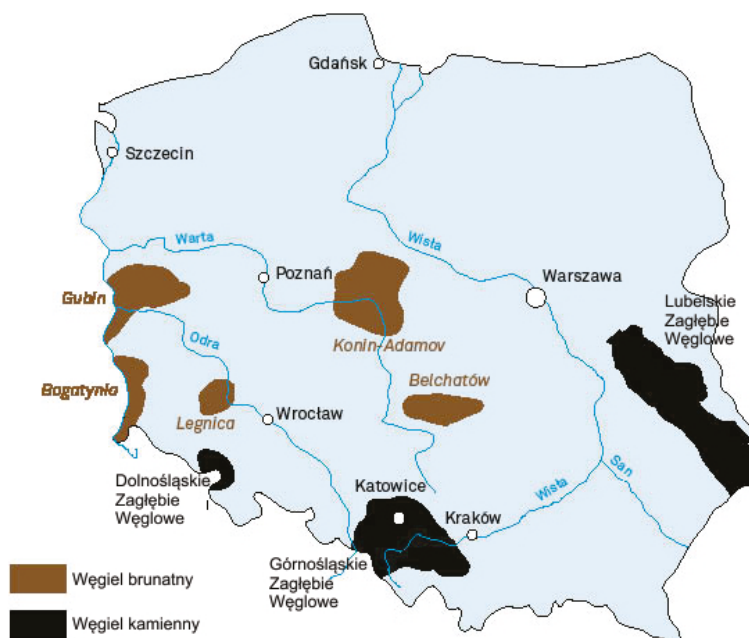 Gdańsk
Szczecin
Warta
Wisła
Poznań
Warszawa
Gubin
Lubelskie
Zagłębie
Węglowe
Odra
Konin-Adamov
Bogatynia
Legnica
Belchatów
Wrocław
Dolnośląskie
Zagłębie
Węglowe
Katowice
Kraków
Wisła
San
Górnośląskie
Zagłębie
Węglowe
Węgiel brunatny
Węgiel kamienny